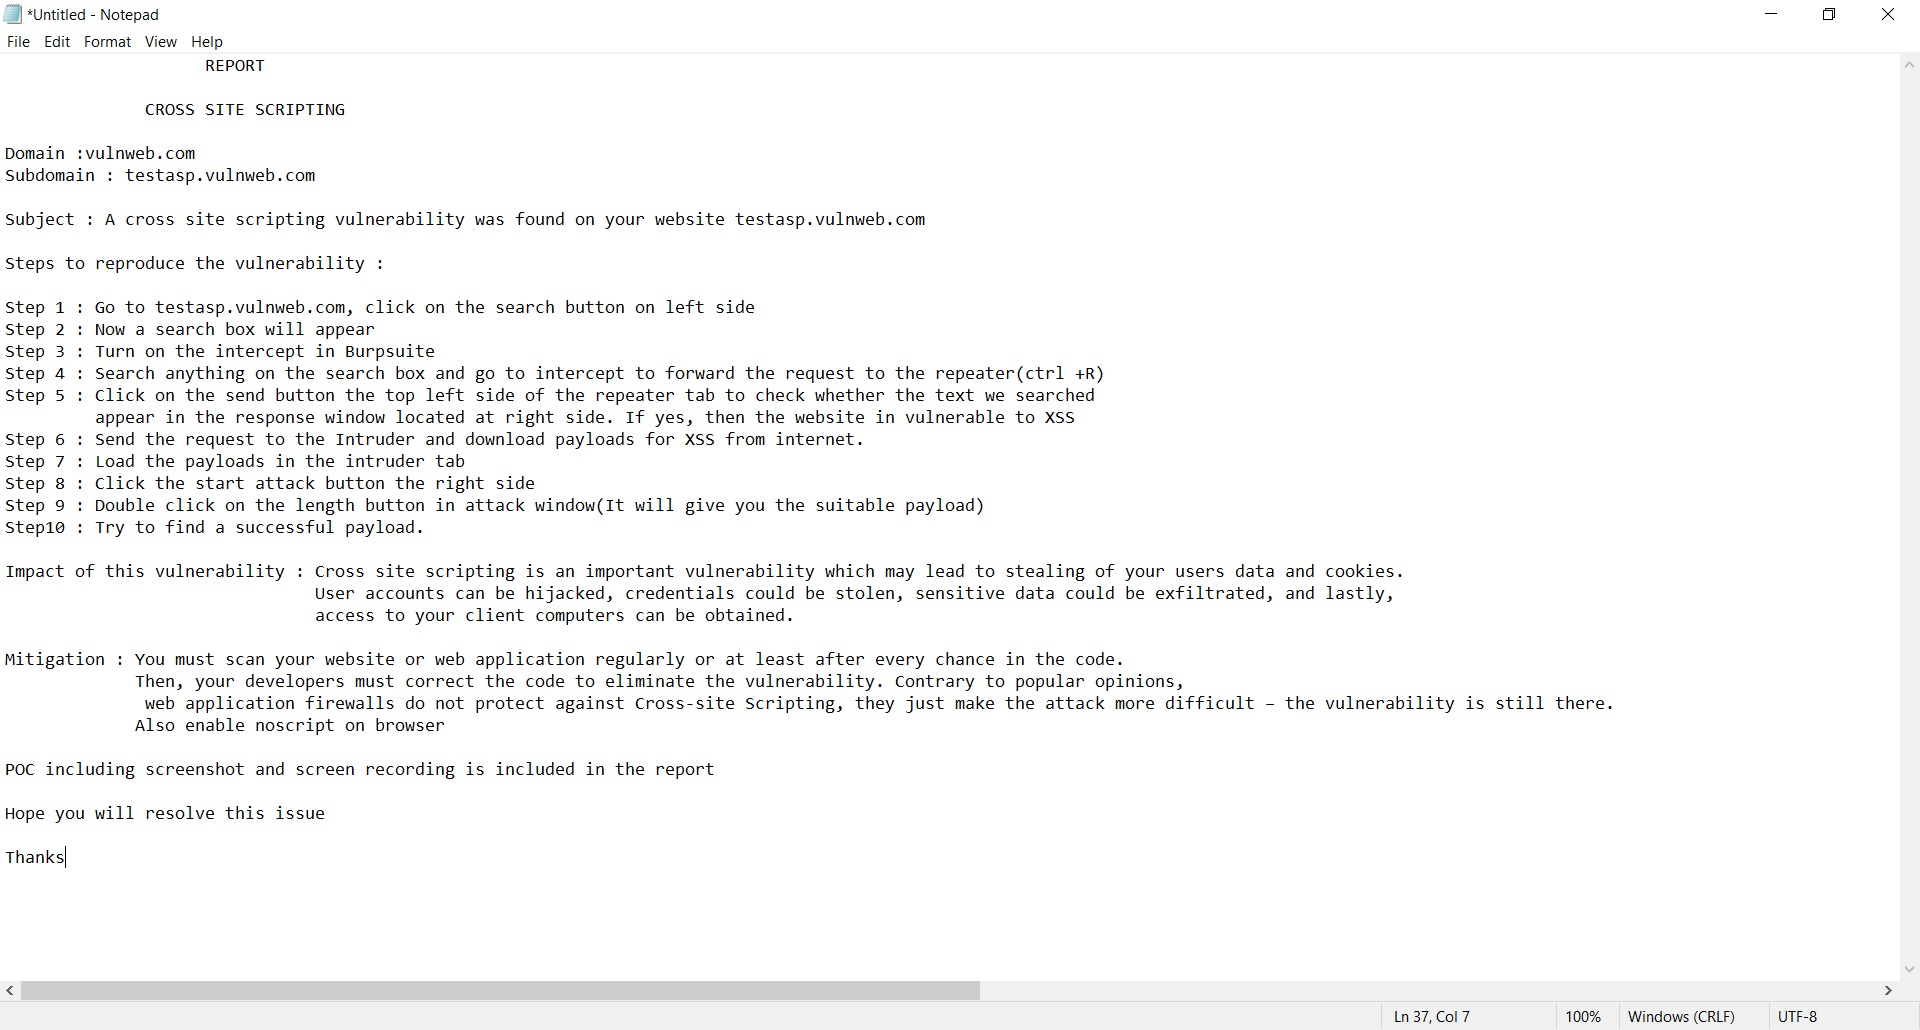 *Untitled - Notepad
File Edit Format View Help
REPORT
CROSS SITE SCRIPTING
Domain :vulnweb.com
Subdomain : testasp.vulnweb.com
Subject : A cross site scripting vulnerability was found on your website testasp.vulnweb.com
Steps to reproduce the vulnerability :
Step 1 : Go to testasp.vulnweb.com, click on the search button on left side
Step 2 : Now a search box will appear
Step 3 : Turn on the intercept in Burpsuite
Step 4 : Search anything on the search box and go to intercept to forward the request to the repeater(ctrl +R)
Step 5 : Click on the send button the top left side of the repeater tab to check whether the text we searched
appear in the response window located at right side. If yes, then the website in vulnerable to XSS
Step 6 : Send the request to the Intruder and download payloads for XSS from internet.
Step 7 : Load the payloads in the intruder tab
Step 8 : Click the start attack button the right side
Step 9 : Double click on the length button in attack window(It will give you the suitable payload)
Step10 : Try to find a successful payload.
Impact of this vulnerability : Cross site scripting is an important vulnerability which may lead to stealing of your users data and cookies.
User accounts can be hijacked, credentials could be stolen, sensitive data could be exfiltrated, and lastly,
access to your client computers can be obtained.
Mitigation : You must scan your website or web application regularly or at least after every chance in the code.
Then, your developers must correct the code to eliminate the vulnerability. Contrary to popular opinions,
web application firewalls do not protect against Cross-site Scripting, they just make the attack more difficult – the vulnerability is still there.
Also enable noscript on browser
POC including screenshot and screen recording is included in the report
Hope you will resolve this issue
Thanks
Ln 37, Col 7 100% Windows (CRLF) UTF-8